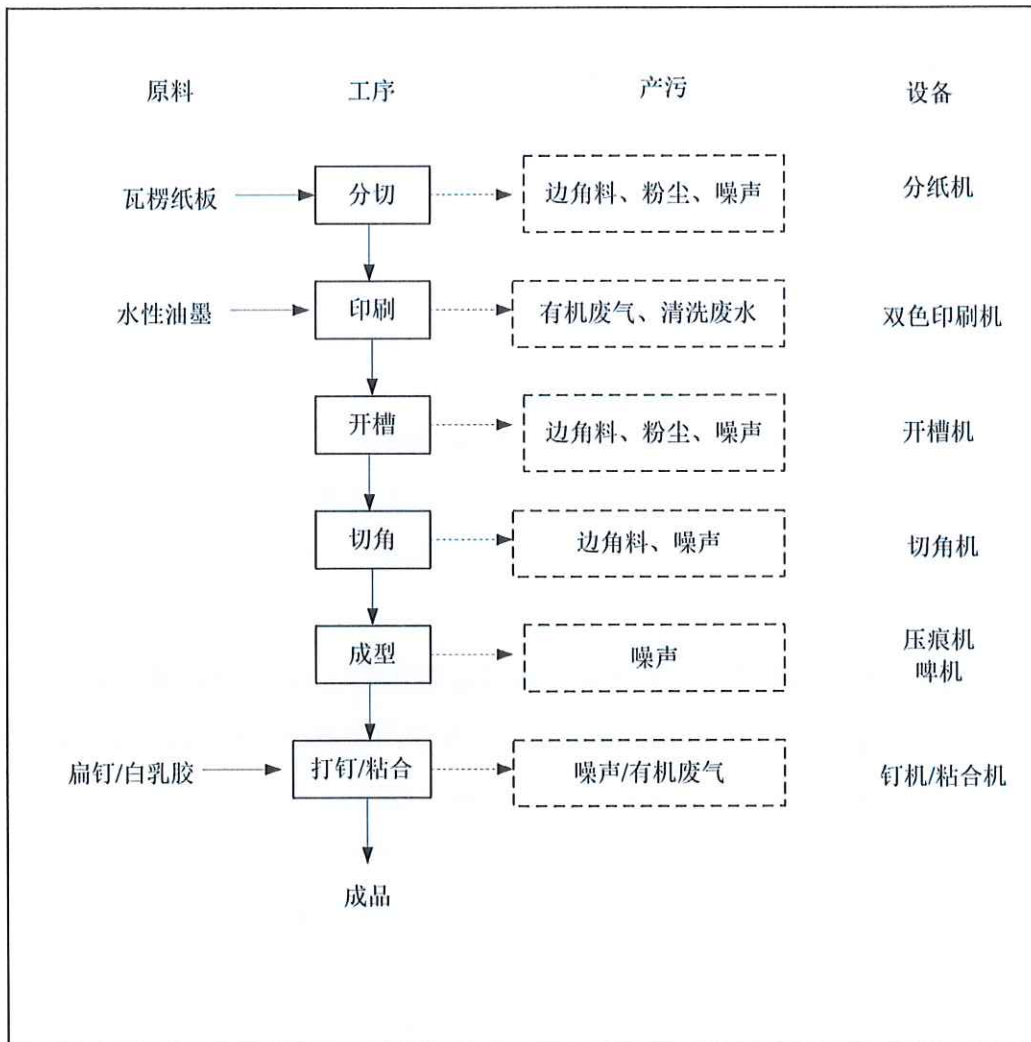 原料 工序 产污 设备
瓦楞纸板 分切 边角料、粉尘、噪声 分纸机
水性油墨 印刷 有机废气、清洗废水 双色印刷机
开槽 边角料、粉尘、噪声 开槽机
切角 边角料、噪声 切角机
成型 噪声 压痕机
啤机
扁钉/白乳胶 打钉/粘合 噪声/有机废气 钉机/粘合机
成品